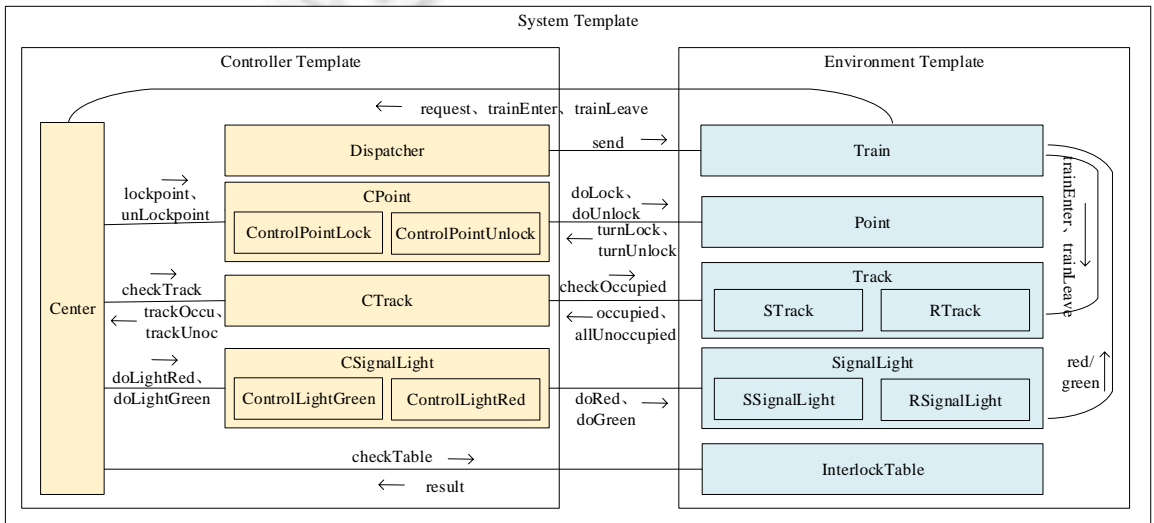 System Template
Controller Template
Environment Template
request、trainEnter、trainLeave
Dispatcher
send
Train
lockpoint、
unLockpoint
CPoint
ControlPointLock
ControlPointUnlock
doLock、
doUnlock
turnLock、
turnUnlock
Point
trainEnter、trainLeave
Center
checkTrack
trackOccu、
trackUnoc
CTrack
checkOccupied
occupied、
allUnoccupied
Track
STrack
RTrack
doLightRed、
doLightGreen
CSignalLight
ControlLightGreen
ControlLightRed
doRed、
doGreen
SignalLight
SSignalLight
RSignalLight
red/
green
checkTable
result
InterlockTable